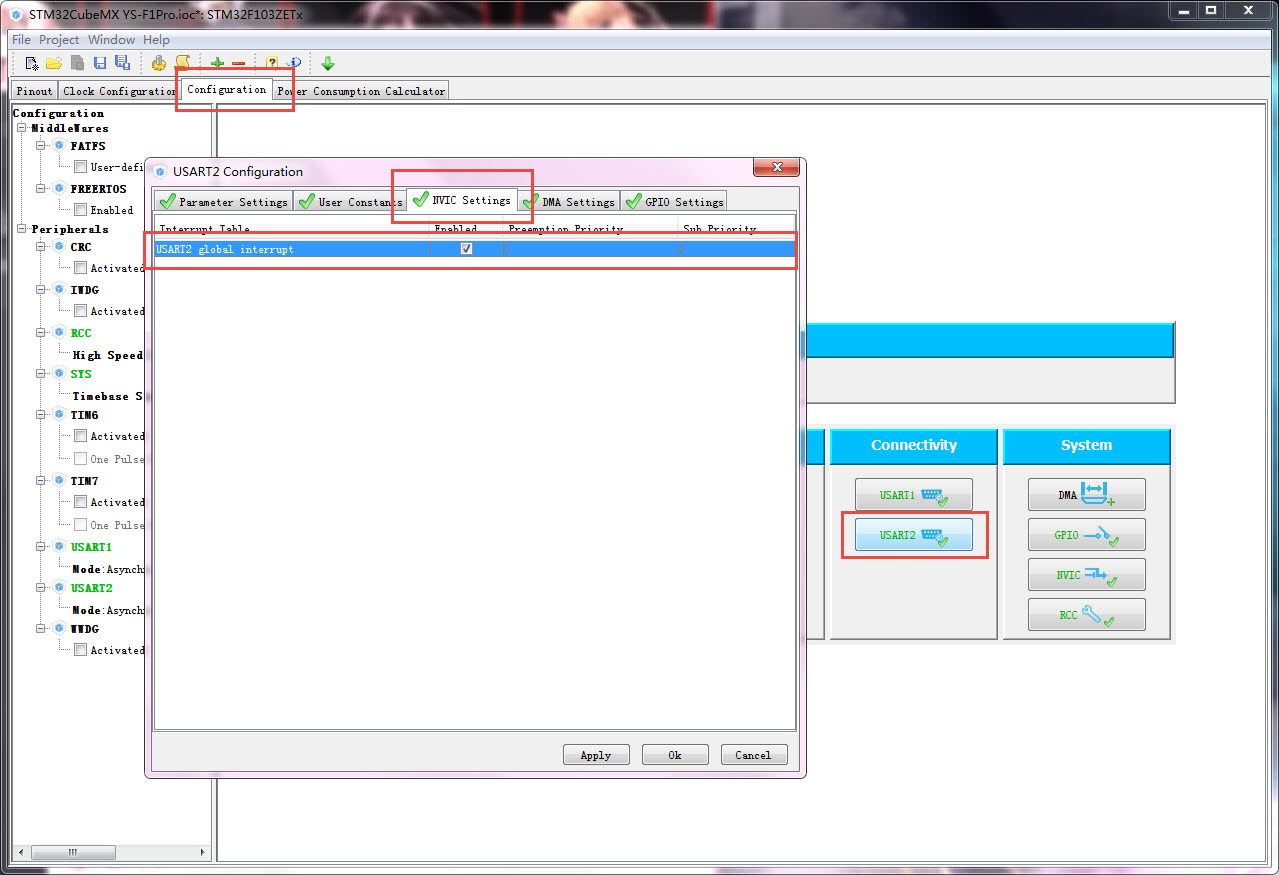 STM32CubeMX YS-F1Pro.ioc*: STM32F103ZETx
File Project Window Help
Pinout Clock Configuration Configuration Power Consumption Calculator
Configuration
MiddleWares
FATFS
User-defi
FREERTOS
Enabled
Peripherals
CRC
Activated
IWDG
Activated
RCC
High Speed
SYS
Timebase S
TIM6
Activated
One Pulse
TIM7
Activated
One Pulse
USART1
Mode:Asynch
USART2
Mode:Asynch
WWDG
Activated
USART2 Configuration
Parameter Settings User Constants NVIC Settings DMA Settings GPIO Settings
Interrupt Table Enabled Preemption Priority Sub Priority
USART2 global interrupt 0 0
Apply Ok Cancel
Connectivity
USART1
USART2
System
DMA
GPIO
NVIC
RCC